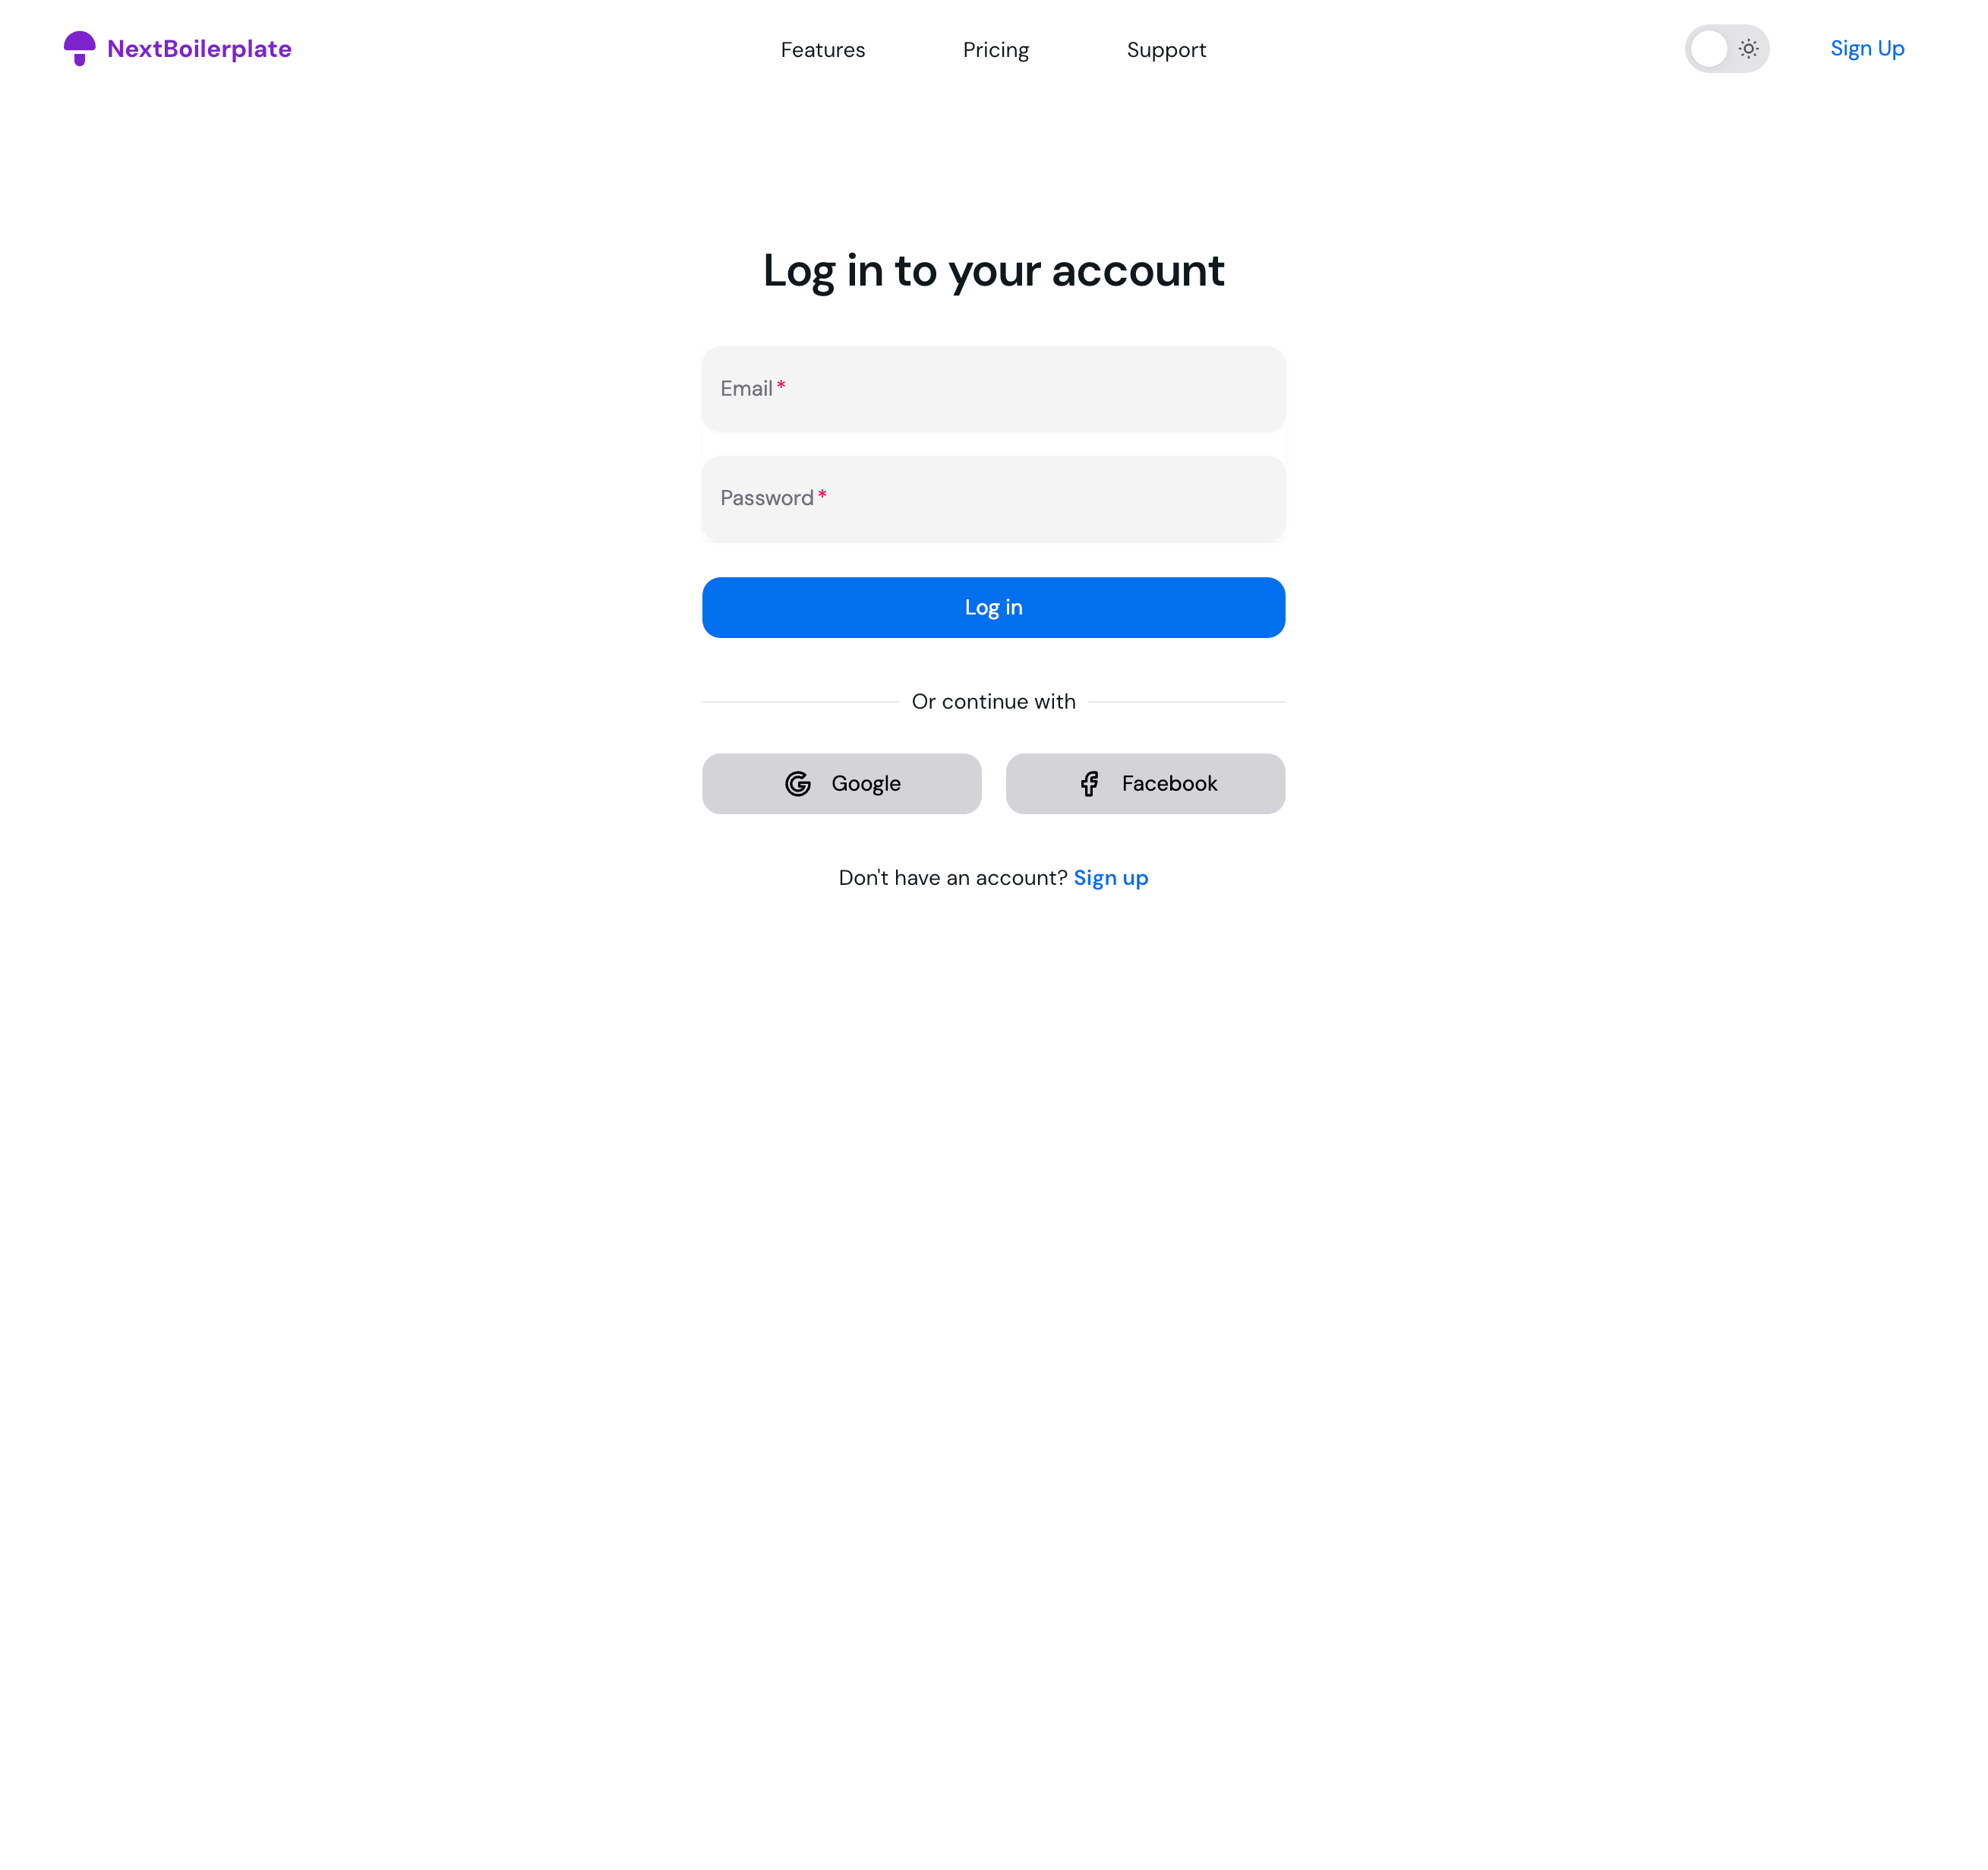 NextBoilerplate
Features Pricing Support
Sign Up
Log in to your account
Email*
Password*
Log in
Or continue with
Google Facebook
Don't have an account? Sign up